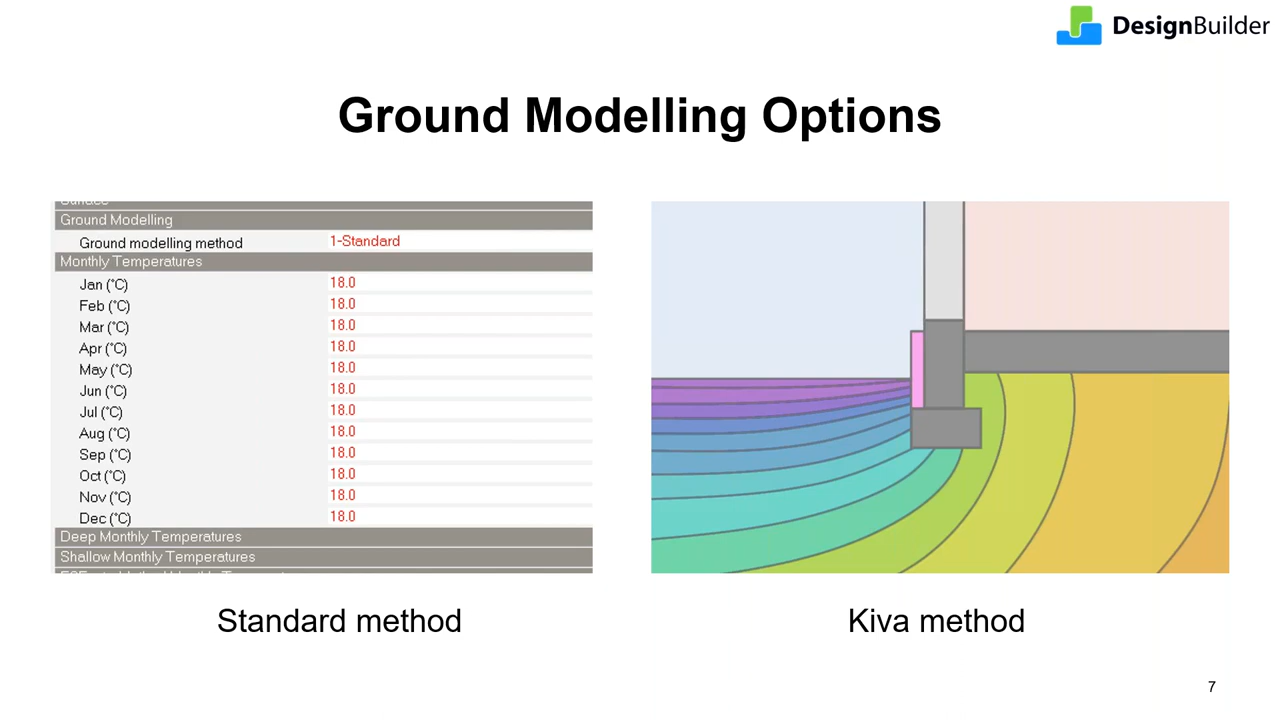 DesignBuilder
Ground Modelling Options
Surface
Ground Modelling
Ground modelling method 1-Standard
Monthly Temperatures
Jan (°C) 18.0
Feb (°C) 18.0
Mar (°C) 18.0
Apr (°C) 18.0
May (°C) 18.0
Jun (°C) 18.0
Jul (°C) 18.0
Aug (°C) 18.0
Sep (°C) 18.0
Oct (°C) 18.0
Nov (°C) 18.0
Dec (°C) 18.0
Deep Monthly Temperatures
Shallow Monthly Temperatures
Standard method
Kiva method
7